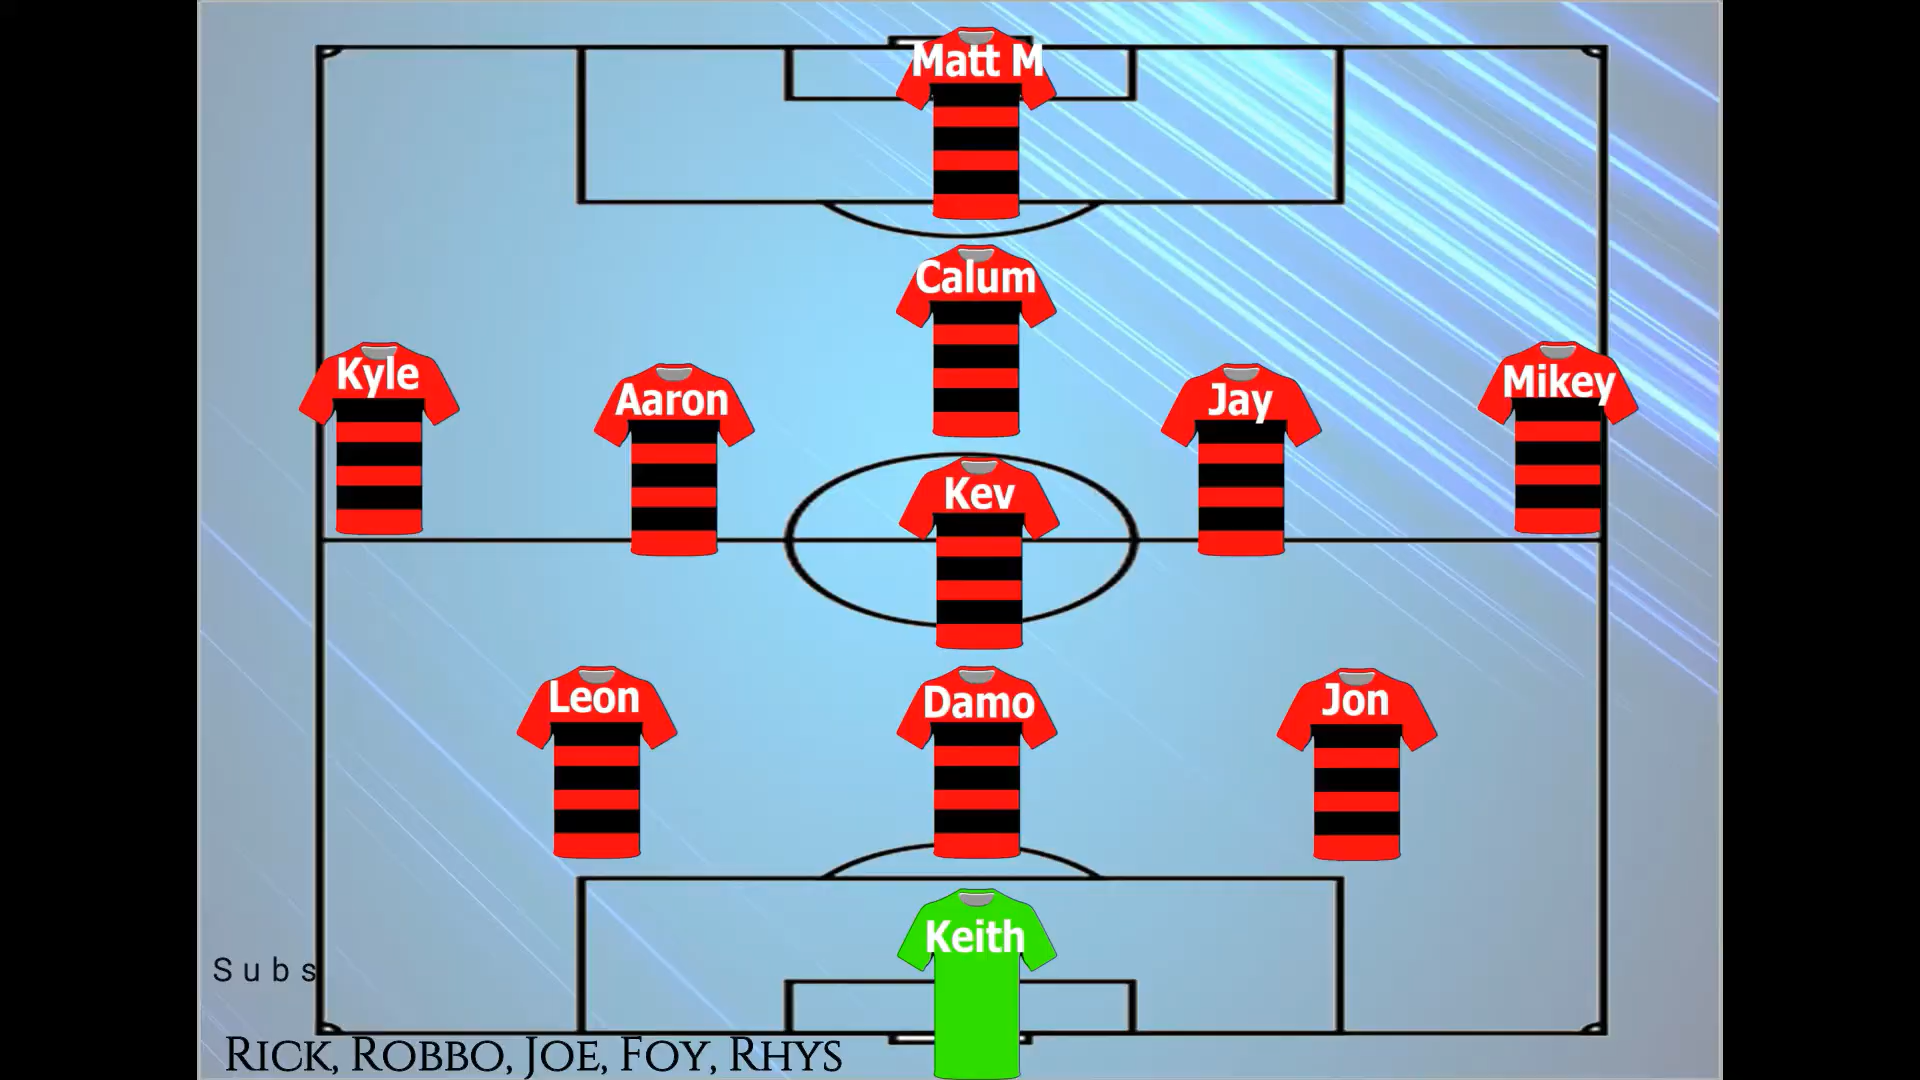 Matt M
Calum
Kyle
Aaron
Jay
Mikey
Kev
Leon
Damo
Jon
Keith
Subs
Rick, Robbo, Joe, Foy, Rhys